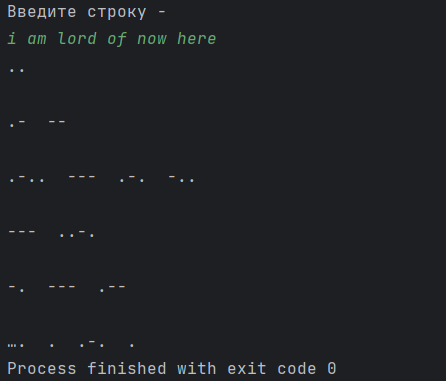 Введите строку -
i am lord of now here
..
.-  --
.-..  ---  .-.  -..
---  ..-.
-.  ---  .--
….  .  .-.  .
Process finished with exit code 0